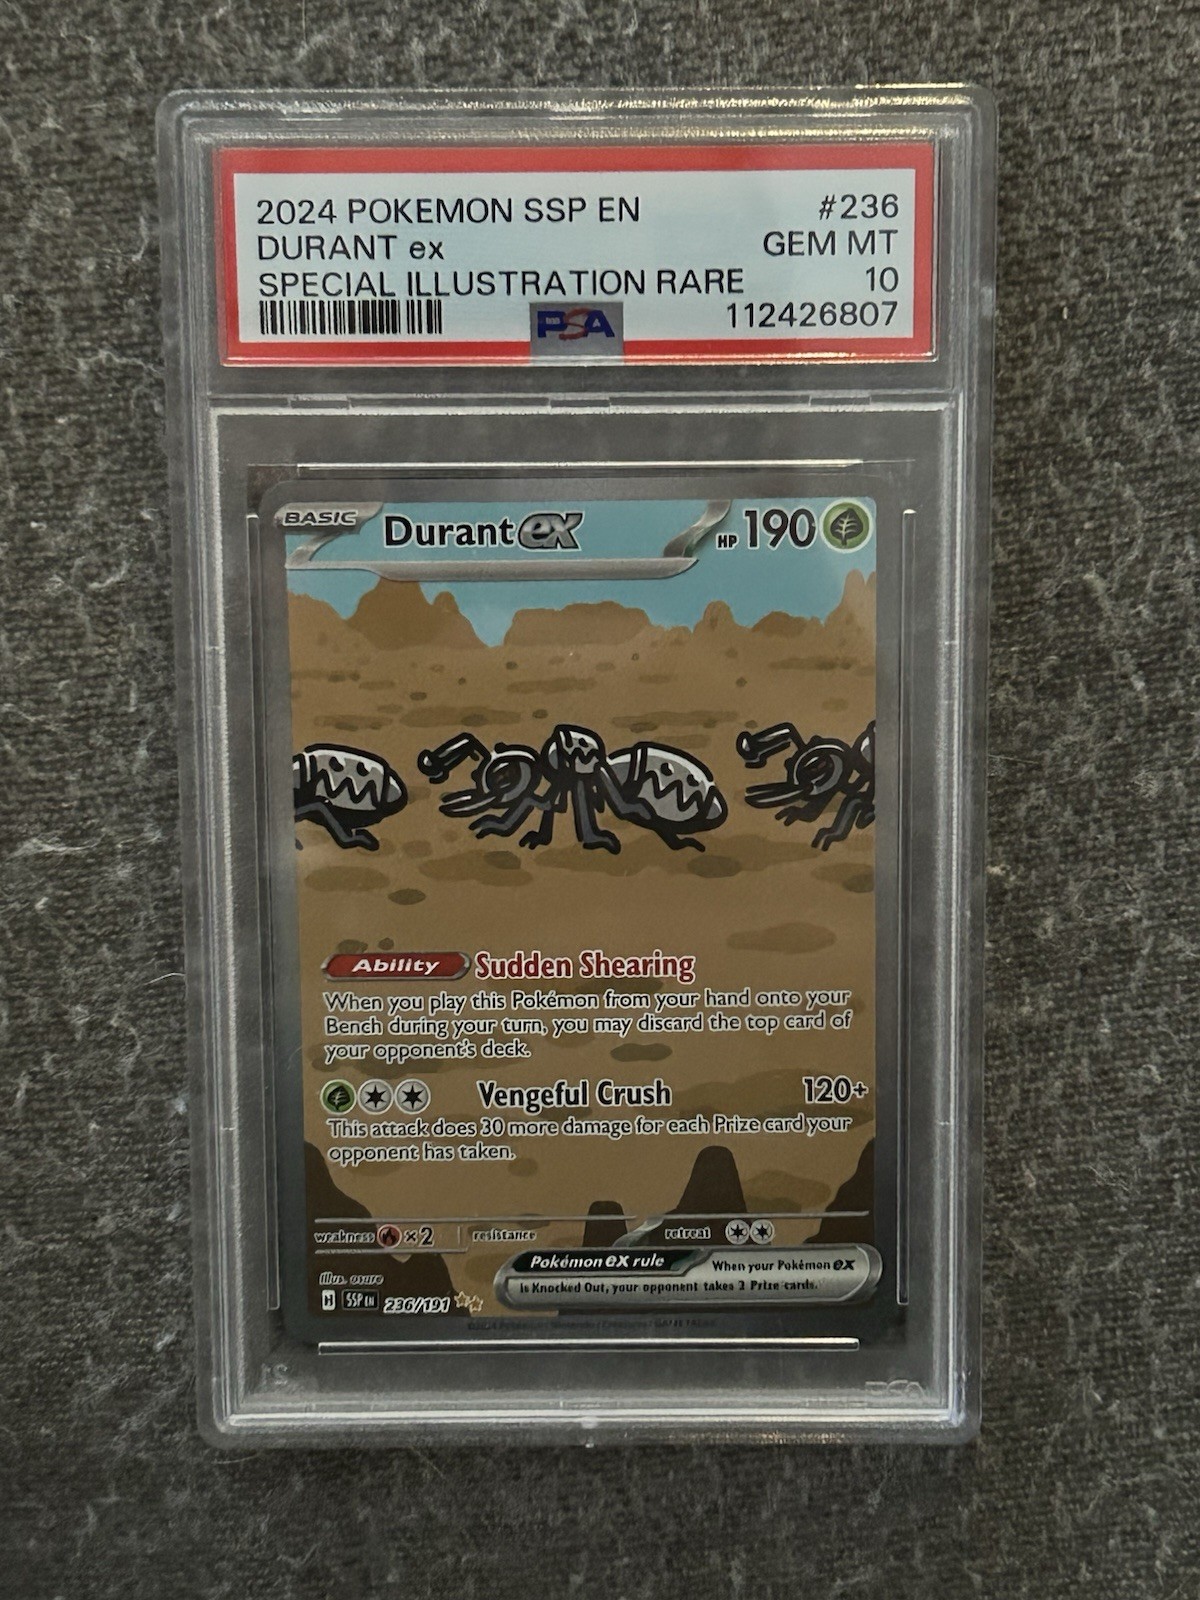 2024 POKEMON SSP EN #236
DURANT ex GEM MT
SPECIAL ILLUSTRATION RARE 10
PSA 112426807
BASIC Durant ex HP 190
Ability Sudden Shearing
When you play this Pokémon from your hand onto your
Bench during your turn, you may discard the top card of
your opponent's deck.
Vengeful Crush 120+
This attack does 30 more damage for each Prize card your
opponent has taken.
weakness ×2 resistance retreat
Pokémon ex rule When your Pokémon ex
is Knocked Out, your opponent takes 2 Prize cards.
Illus. osare
H SSP EN 236/191
PSA